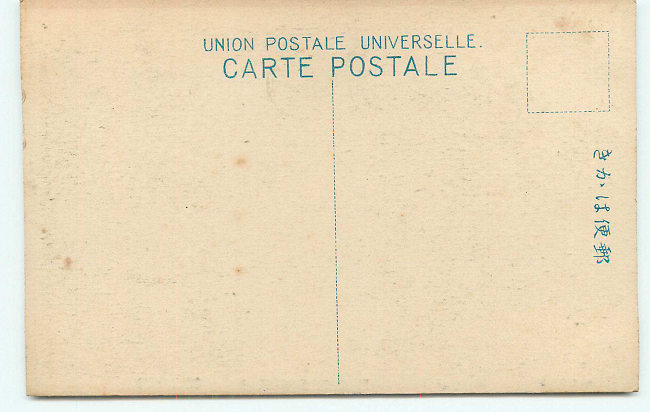 UNION POSTALE UNIVERSELLE.
CARTE POSTALE
きかは便郵